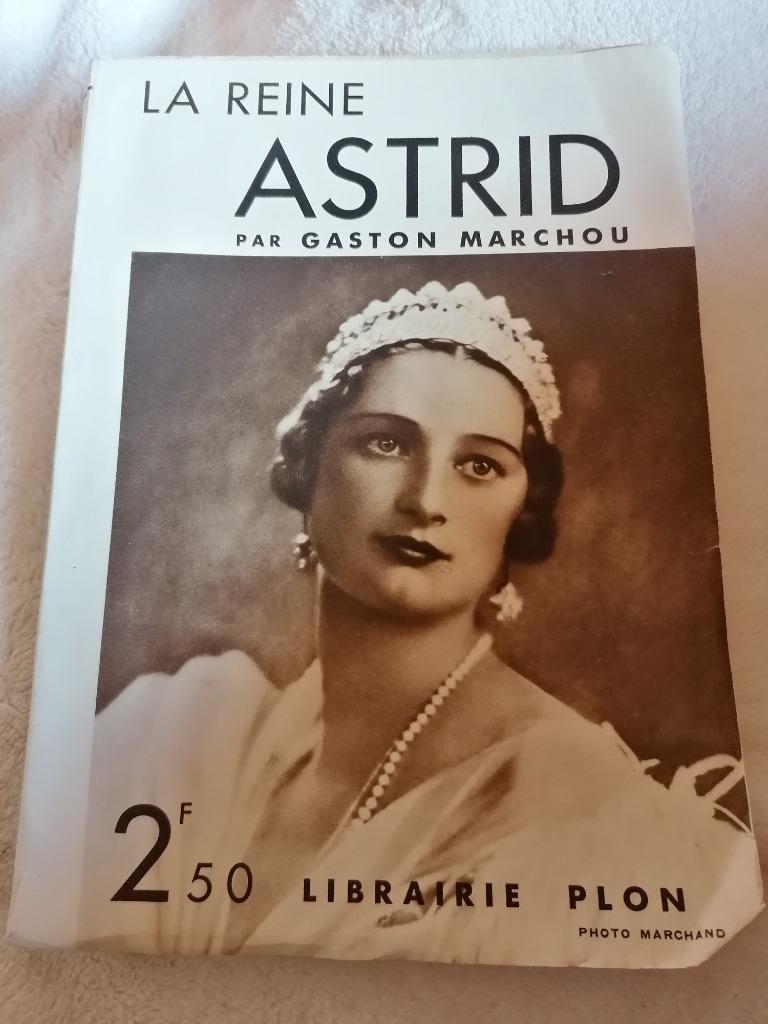 LA REINE
ASTRID
PAR GASTON MARCHOU
2F50 LIBRAIRIE PLON
PHOTO MARCHAND